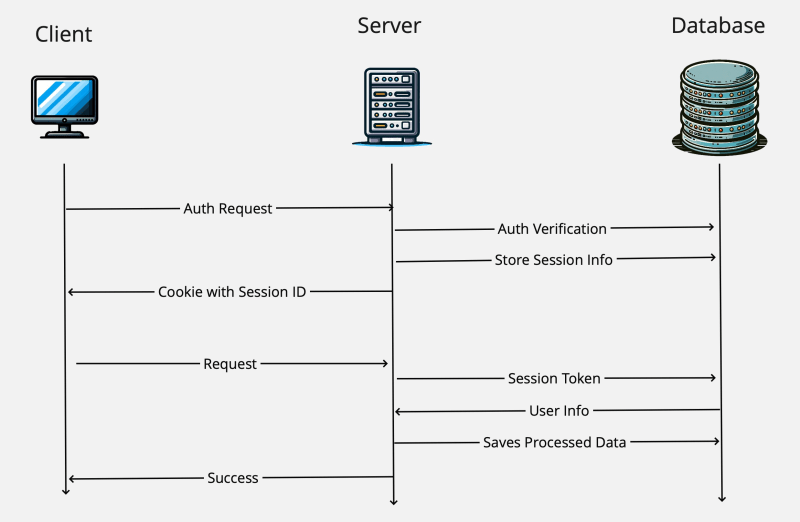 Client
Server
Database
Auth Request
Auth Verification
Store Session Info
Cookie with Session ID
Request
Session Token
User Info
Saves Processed Data
Success